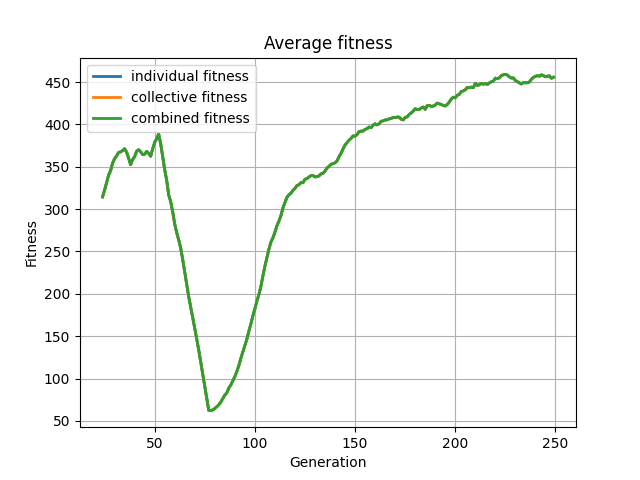 Average fitness
individual fitness
collective fitness
combined fitness
450
400
350
300
250
200
150
100
50
Fitness
50 100 150 200 250
Generation